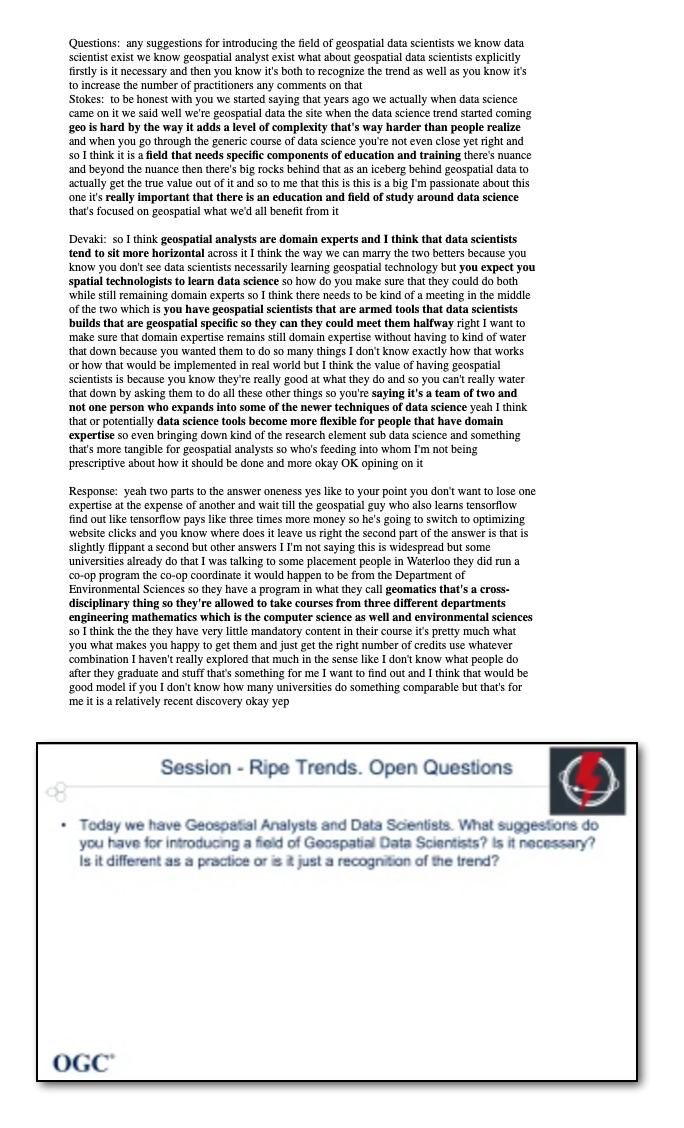 Questions:  any suggestions for introducing the field of geospatial data scientists we know data
scientist exist we know geospatial analyst exist what about geospatial data scientists explicitly
firstly is it necessary and then you know it's both to recognize the trend as well as you know it's
to increase the number of practitioners any comments on that
Stokes:  to be honest with you we started saying that years ago we actually when data science
came on it we said well we're geospatial data the site when the data science trend started coming
geo is hard by the way it adds a level of complexity that's way harder than people realize
and when you go through the generic course of data science you're not even close yet right and
so I think it is a field that needs specific components of education and training there's nuance
and beyond the nuance then there's big rocks behind that as an iceberg behind geospatial data to
actually get the true value out of it and so to me that this is this is a big I'm passionate about this
one it's really important that there is an education and field of study around data science
that's focused on geospatial what we'd all benefit from it
Devaki:  so I think geospatial analysts are domain experts and I think that data scientists
tend to sit more horizontal across it I think the way we can marry the two betters because you
know you don't see data scientists necessarily learning geospatial technology but you expect you
spatial technologists to learn data science so how do you make sure that they could do both
while still remaining domain experts so I think there needs to be kind of a meeting in the middle
of the two which is you have geospatial scientists that are armed tools that data scientists
builds that are geospatial specific so they can they could meet them halfway right I want to
make sure that domain expertise remains still domain expertise without having to kind of water
that down because you wanted them to do so many things I don't know exactly how that works
or how that would be implemented in real world but I think the value of having geospatial
scientists is because you know they're really good at what they do and so you can't really water
that down by asking them to do all these other things so you're saying it's a team of two and
not one person who expands into some of the newer techniques of data science yeah I think
that or potentially data science tools become more flexible for people that have domain
expertise so even bringing down kind of the research element sub data science and something
that's more tangible for geospatial analysts so who's feeding into whom I'm not being
prescriptive about how it should be done and more okay OK opining on it
Response:  yeah two parts to the answer oneness yes like to your point you don't want to lose one
expertise at the expense of another and wait till the geospatial guy who also learns tensorflow
find out like tensorflow pays like three times more money so he's going to switch to optimizing
website clicks and you know where does it leave us right the second part of the answer is that is
slightly flippant a second but other answers I I'm not saying this is widespread but some
universities already do that I was talking to some placement people in Waterloo they did run a
co-op program the co-op coordinate it would happen to be from the Department of
Environmental Sciences so they have a program in what they call geomatics that's a cross-
disciplinary thing so they're allowed to take courses from three different departments
engineering mathematics which is the computer science as well and environmental sciences
so I think the the they have very little mandatory content in their course it's pretty much what
you what makes you happy to get them and just get the right number of credits use whatever
combination I haven't really explored that much in the sense like I don't know what people do
after they graduate and stuff that's something for me I want to find out and I think that would be
good model if you I don't know how many universities do something comparable but that's for
me it is a relatively recent discovery okay yep
Session - Ripe Trends. Open Questions
• Today we have Geospatial Analysts and Data Scientists. What suggestions do
you have for introducing a field of Geospatial Data Scientists? Is it necessary?
Is it different as a practice or is it just a recognition of the trend?
OGC®